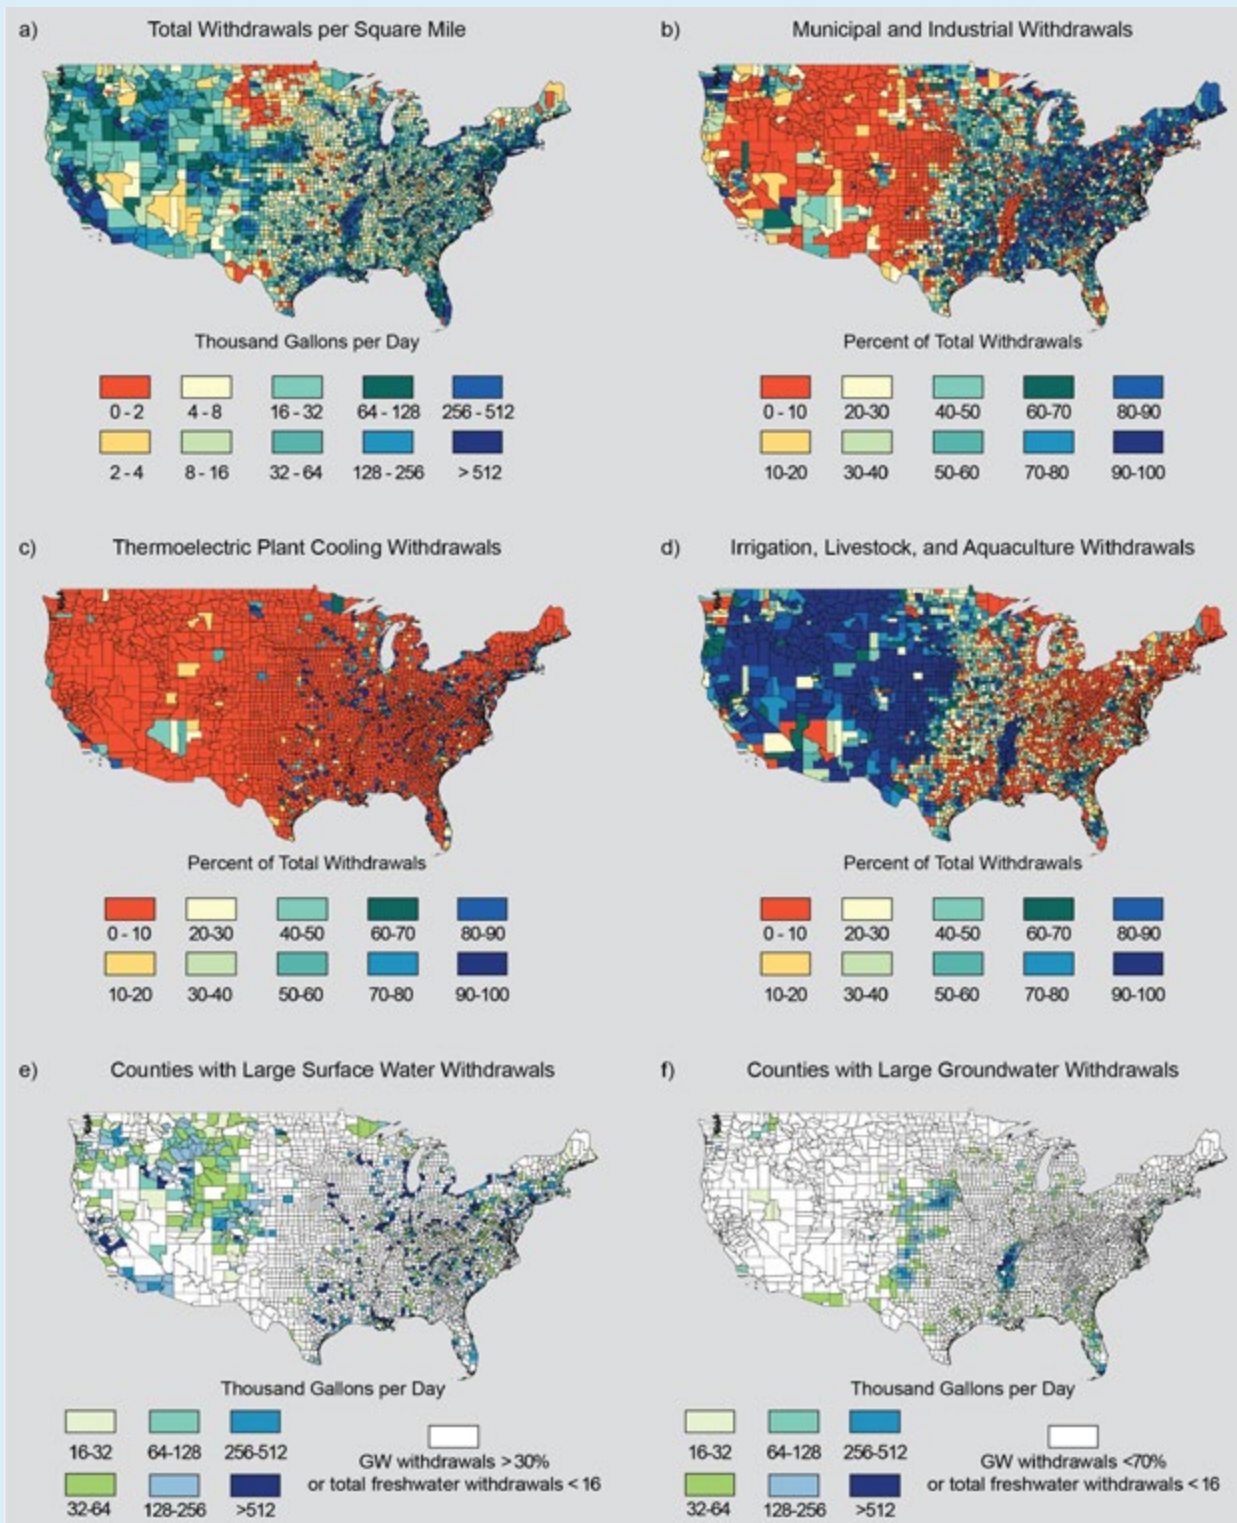 a) Total Withdrawals per Square Mile
b) Municipal and Industrial Withdrawals
Thousand Gallons per Day
0 - 2 4 - 8 16 - 32 64 - 128 256 - 512
2 - 4 8 - 16 32 - 64 128 - 256 > 512
Percent of Total Withdrawals
0 - 10 20-30 40-50 60-70 80-90
10-20 30-40 50-60 70-80 90-100
c) Thermoelectric Plant Cooling Withdrawals
d) Irrigation, Livestock, and Aquaculture Withdrawals
Percent of Total Withdrawals
0 - 10 20-30 40-50 60-70 80-90
10-20 30-40 50-60 70-80 90-100
Percent of Total Withdrawals
0 - 10 20-30 40-50 60-70 80-90
10-20 30-40 50-60 70-80 90-100
e) Counties with Large Surface Water Withdrawals
f) Counties with Large Groundwater Withdrawals
Thousand Gallons per Day
16-32 64-128 256-512
32-64 128-256 >512
GW withdrawals > 30%
or total freshwater withdrawals < 16
Thousand Gallons per Day
16-32 64-128 256-512
32-64 128-256 >512
GW withdrawals <70%
or total freshwater withdrawals < 16